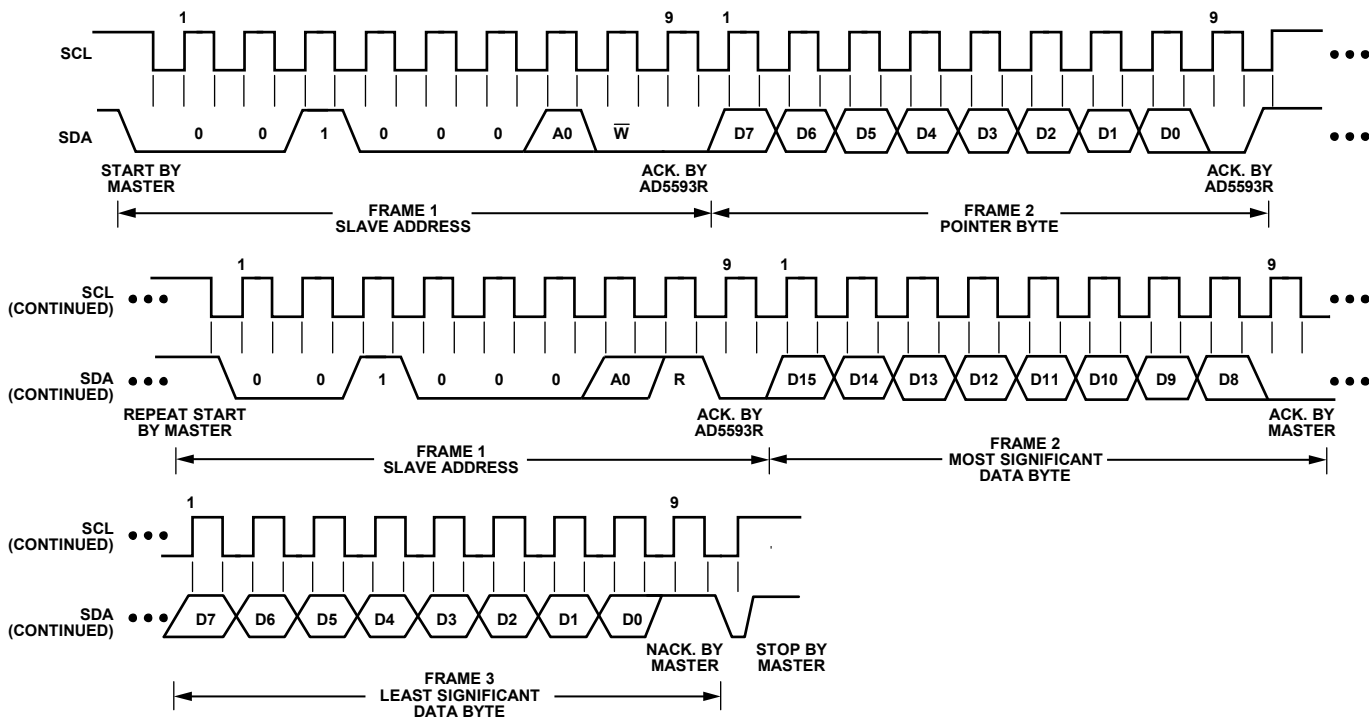 1 9 1 9
SCL
SDA 0 0 1 0 0 0 A0 W̅ D7 D6 D5 D4 D3 D2 D1 D0
START BY
MASTER
ACK. BY
AD5593R
ACK. BY
AD5593R
FRAME 1
SLAVE ADDRESS
FRAME 2
POINTER BYTE
1 9 1 9
SCL
(CONTINUED)
SDA
(CONTINUED)
0 0 1 0 0 0 A0 R D15 D14 D13 D12 D11 D10 D9 D8
REPEAT START
BY MASTER
ACK. BY
AD5593R
ACK. BY
MASTER
FRAME 1
SLAVE ADDRESS
FRAME 2
MOST SIGNIFICANT
DATA BYTE
1 9
SCL
(CONTINUED)
SDA
(CONTINUED)
D7 D6 D5 D4 D3 D2 D1 D0
NACK. BY
MASTER
STOP BY
MASTER
FRAME 3
LEAST SIGNIFICANT
DATA BYTE